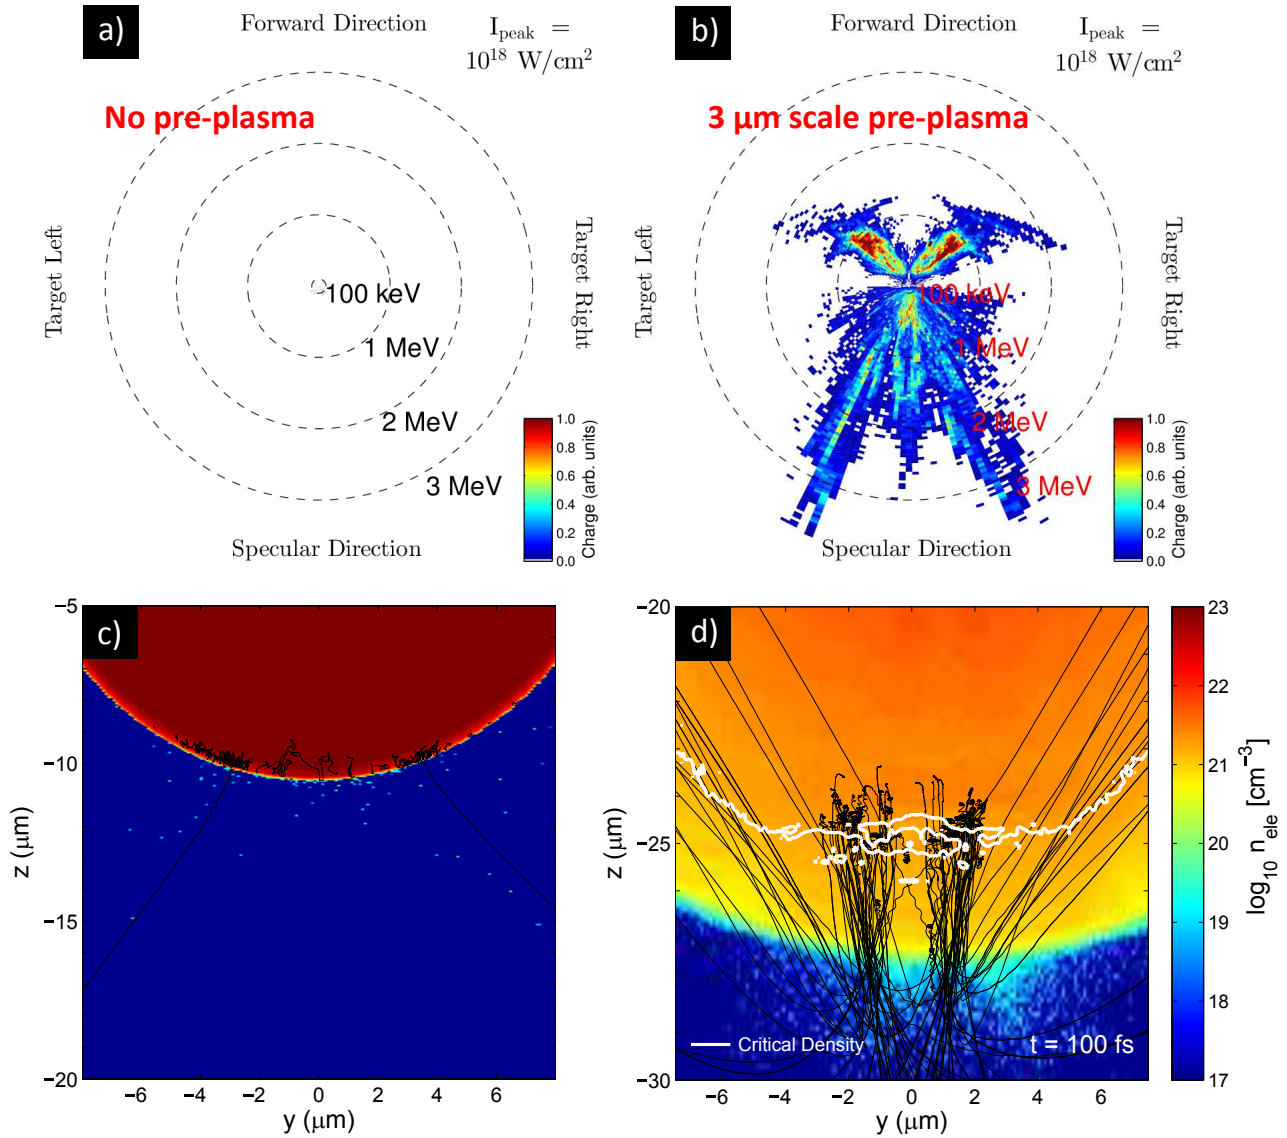 a)
Forward Direction
I_peak =
10^18 W/cm^2
No pre-plasma
Target Left
Target Right
100 keV
1 MeV
2 MeV
3 MeV
Specular Direction
1.0
0.8
0.6
0.4
0.2
0.0
Charge (arb. units)
b)
Forward Direction
I_peak =
10^18 W/cm^2
3 µm scale pre-plasma
Target Left
Target Right
100 keV
1 MeV
2 MeV
3 MeV
Specular Direction
1.0
0.8
0.6
0.4
0.2
0.0
Charge (arb. units)
c)
−5
−10
−15
−20
z (µm)
−6 −4 −2 0 2 4 6
y (µm)
d)
−20
−25
−30
z (µm)
Critical Density
t = 100 fs
−6 −4 −2 0 2 4 6
y (µm)
23
22
21
20
19
18
17
log10 n_ele [cm^−3]